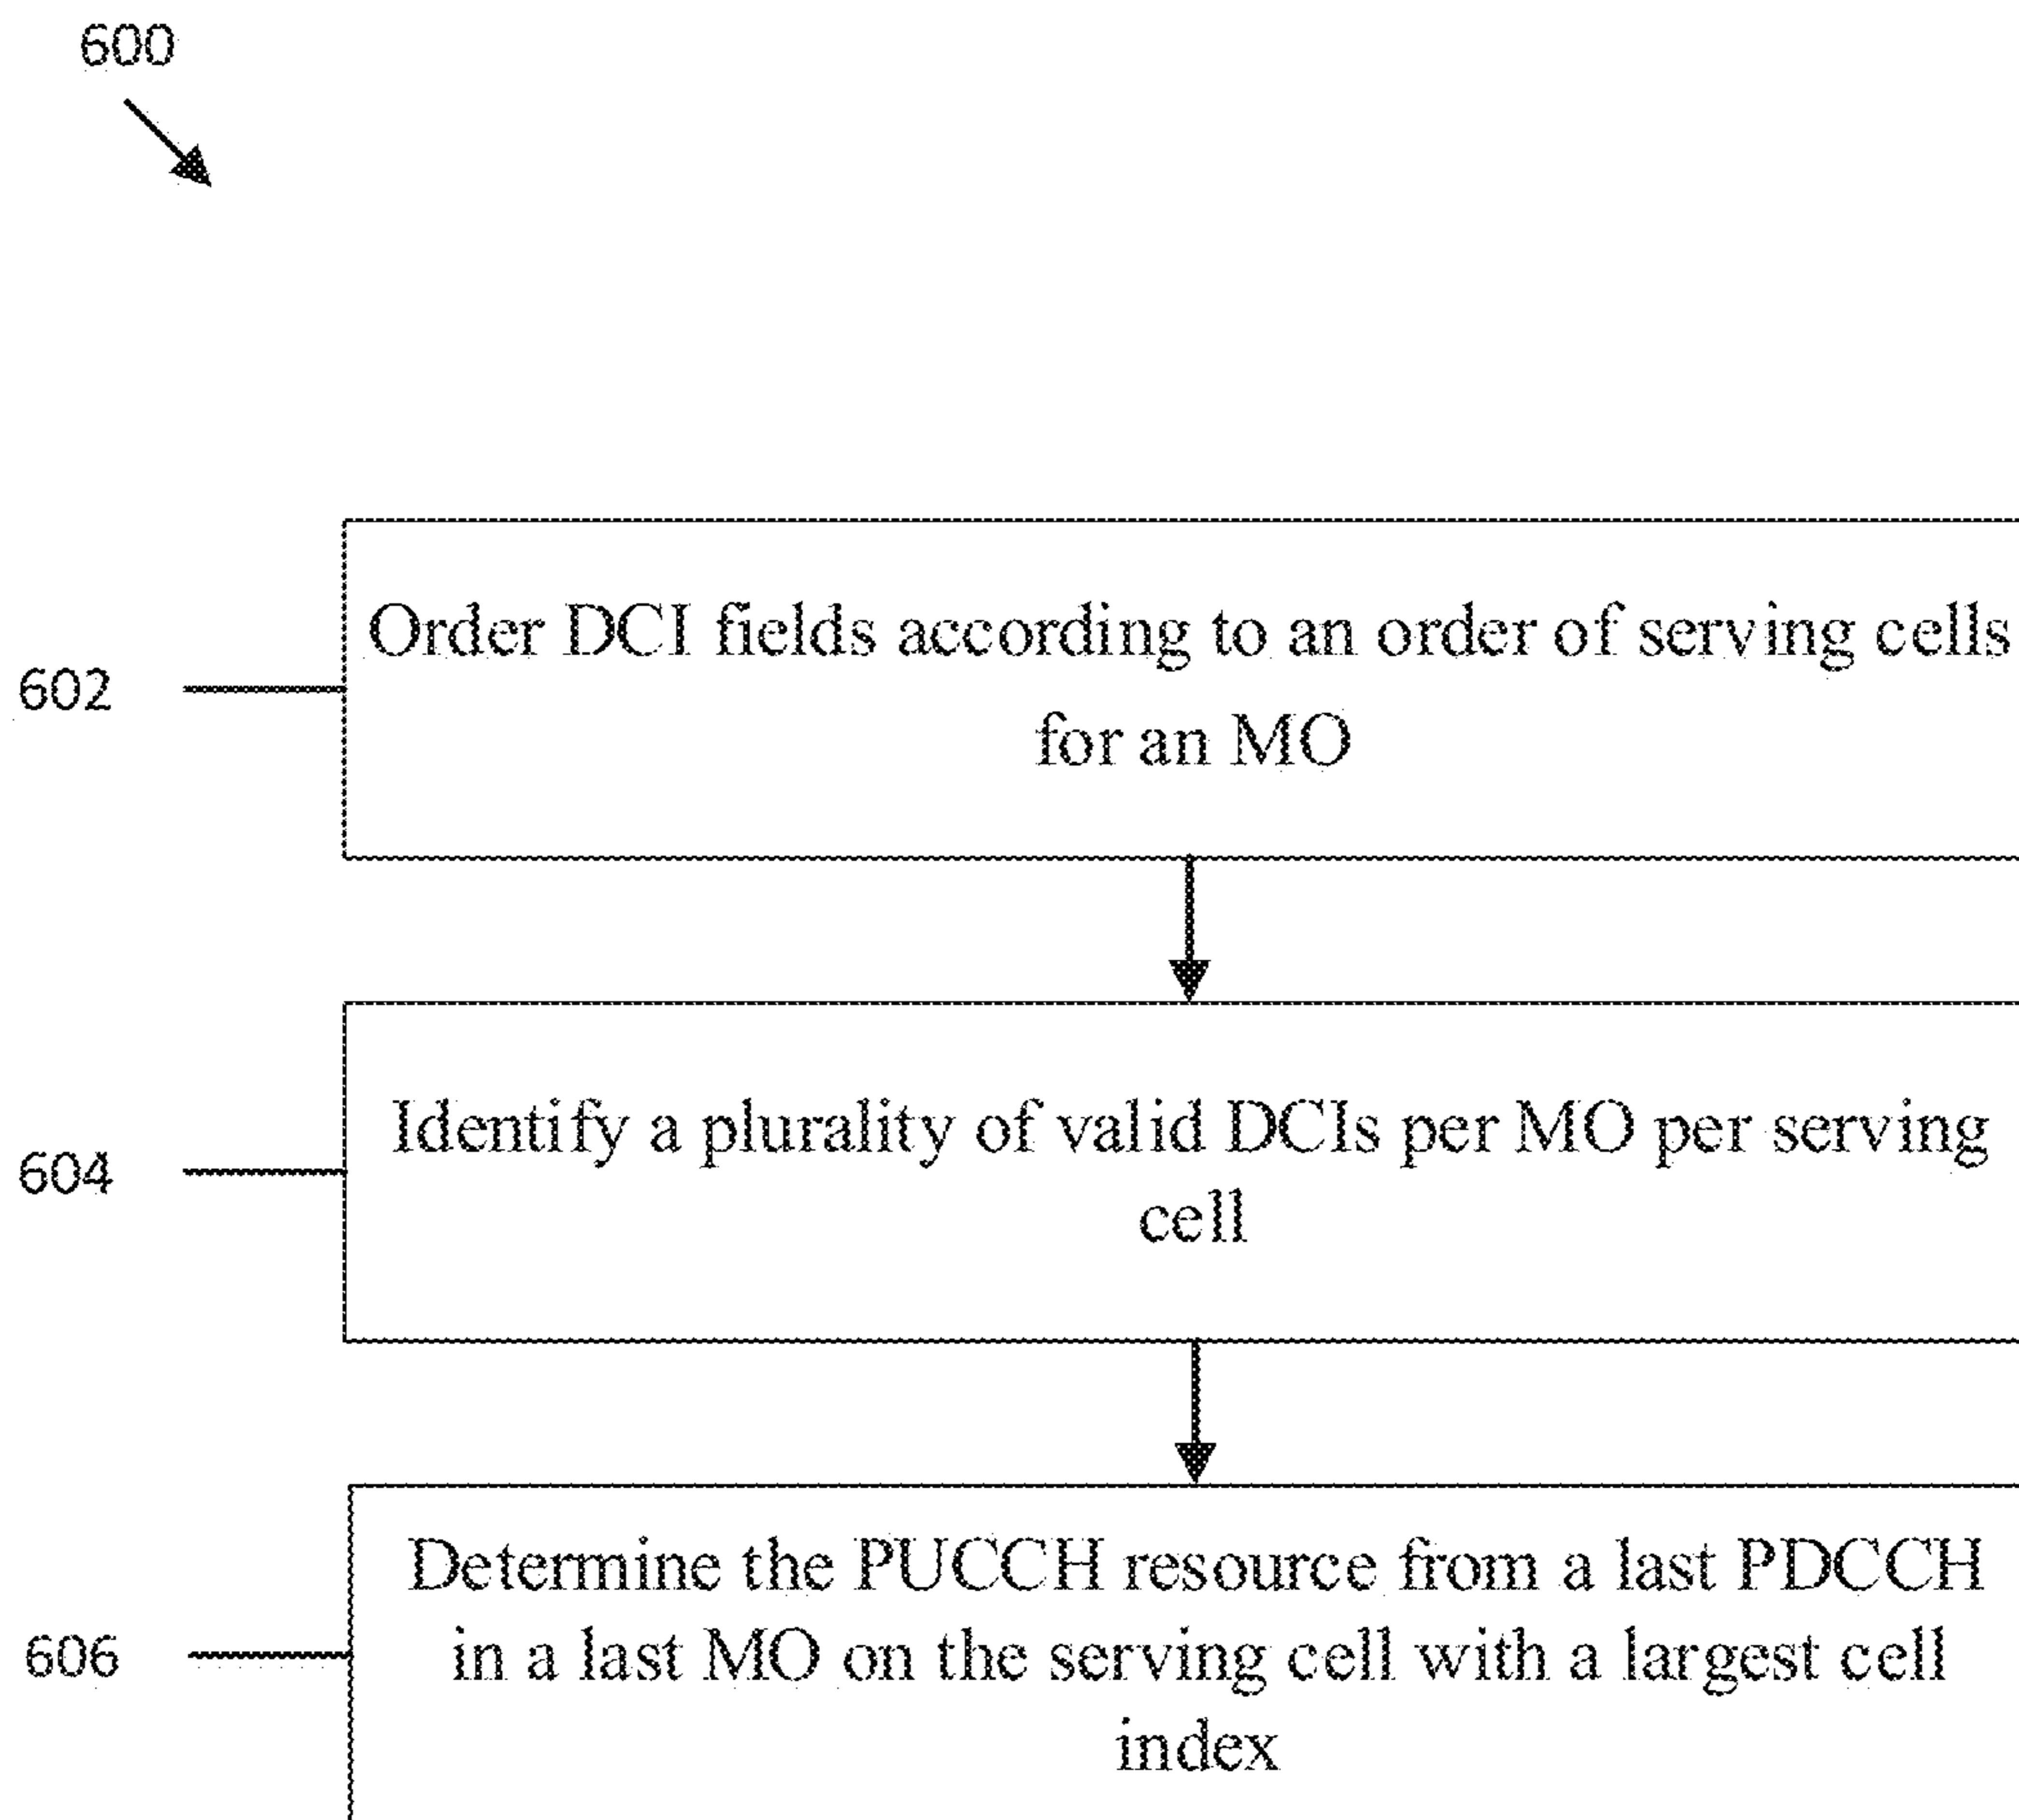 600
602
Order DCI fields according to an order of serving cells
for an MO
604
Identify a plurality of valid DCIs per MO per serving
cell
606
Determine the PUCCH resource from a last PDCCH
in a last MO on the serving cell with a largest cell
index